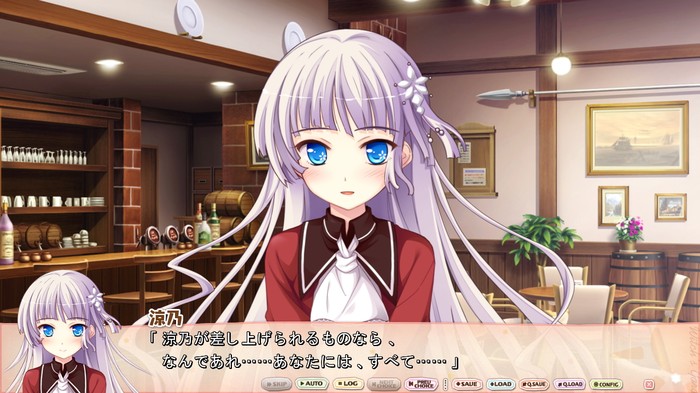 涼乃
「涼乃が差し上げられるものなら、
なんであれ……あなたには、すべて……」
SKIP AUTO LOG NEXT CHOICE PREV CHOICE SAVE LOAD Q.SAVE Q.LOAD CONFIG